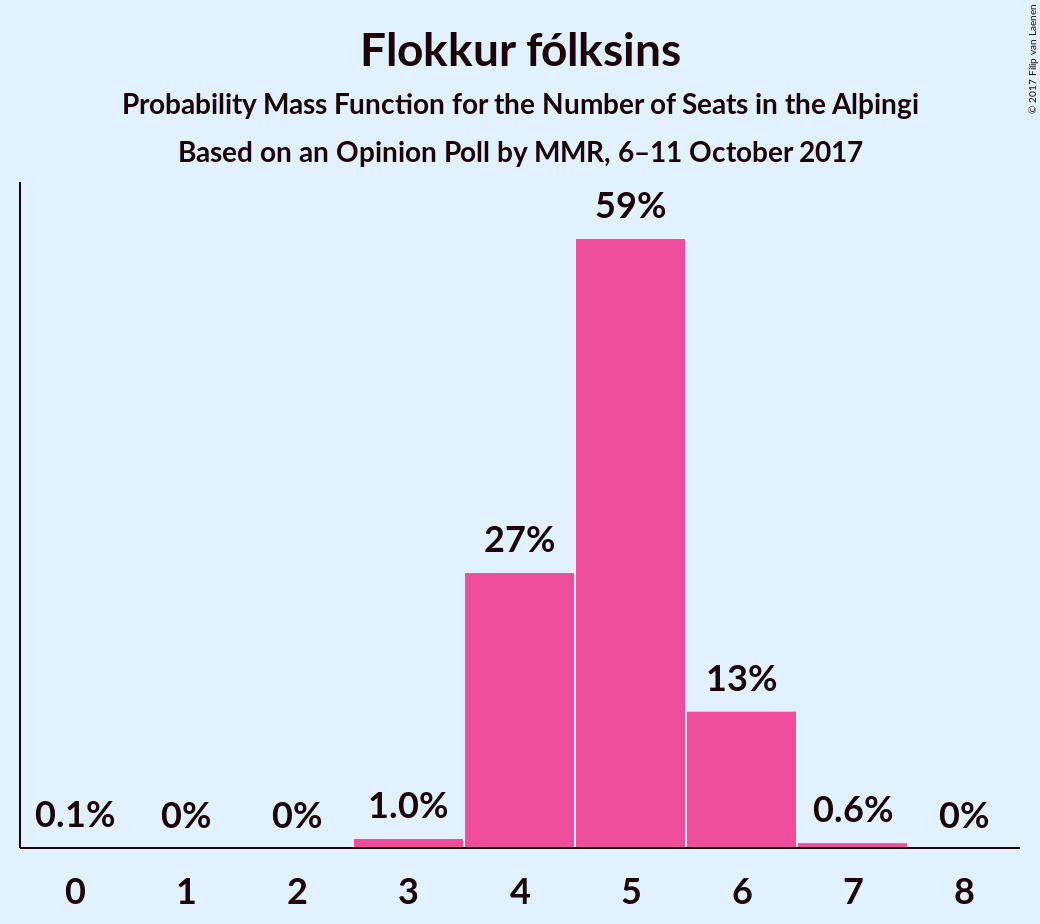 Flokkur fólksins
Probability Mass Function for the Number of Seats in the Alþingi
Based on an Opinion Poll by MMR, 6–11 October 2017
© 2017 Filip van Laenen
59%
27%
13%
0.1% 0% 0% 1.0% 0.6% 0%
0 1 2 3 4 5 6 7 8